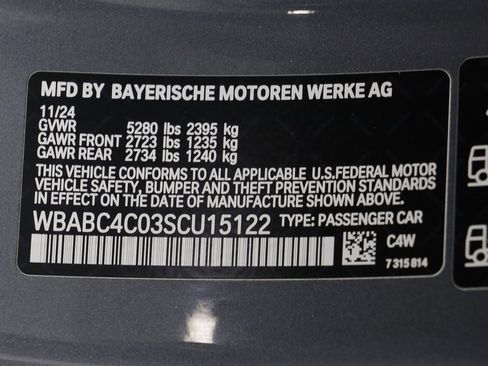 MFD BY BAYERISCHE MOTOREN WERKE AG
11/24
GVWR 5280 lbs 2395 kg
GAWR FRONT 2723 lbs 1235 kg
GAWR REAR 2734 lbs 1240 kg
THIS VEHICLE CONFORMS TO ALL APPLICABLE U.S.FEDERAL MOTOR
VEHICLE SAFETY, BUMPER AND THEFT PREVENTION STANDARDS
IN EFFECT ON THE DATE OF MANUFACTURE SHOWN ABOVE.
WBABC4C03SCU15122 TYPE: PASSENGER CAR
C4W
7 315 814